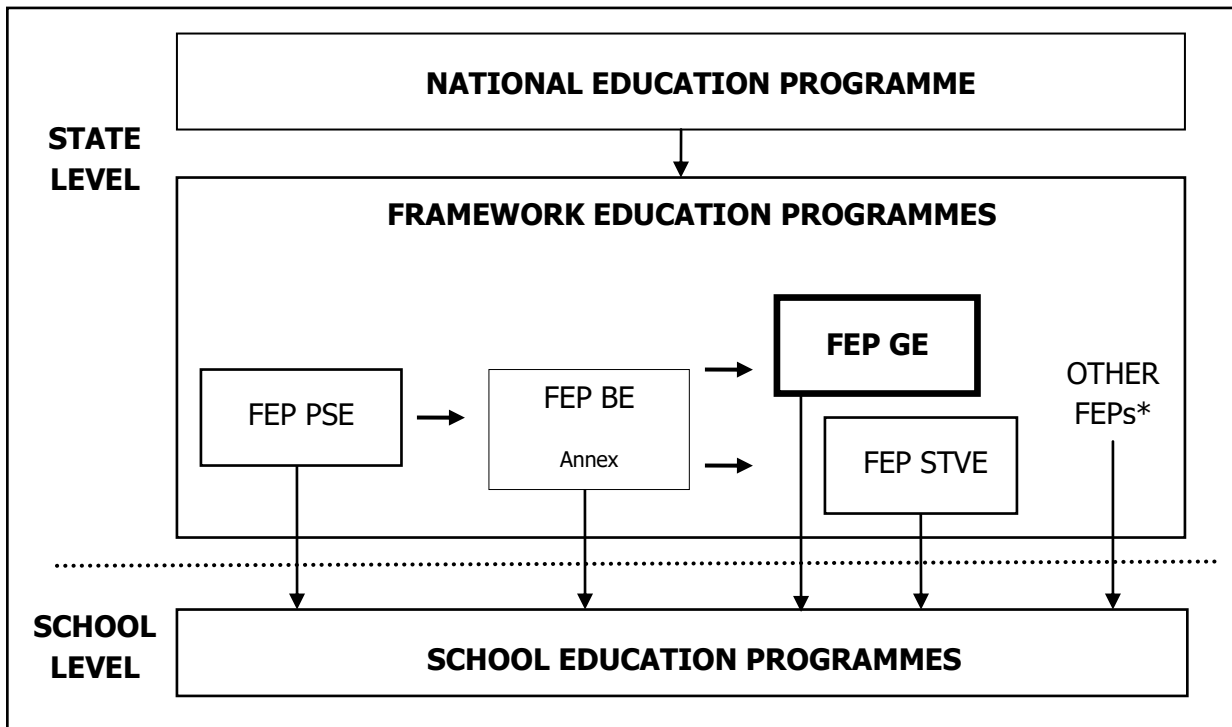 NATIONAL EDUCATION PROGRAMME
STATE
LEVEL
FRAMEWORK EDUCATION PROGRAMMES
FEP GE
FEP PSE
FEP BE
Annex
OTHER
FEPs*
FEP STVE
SCHOOL
LEVEL
SCHOOL EDUCATION PROGRAMMES